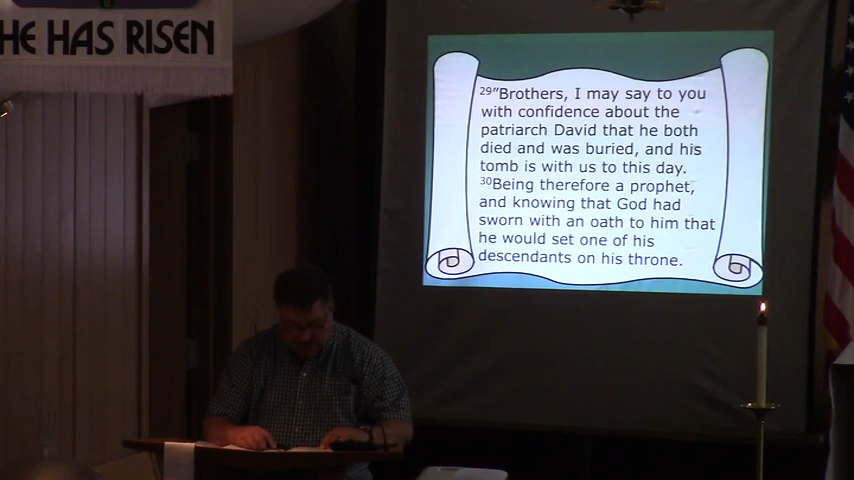 HE HAS RISEN
29"Brothers, I may say to you
with confidence about the
patriarch David that he both
died and was buried, and his
tomb is with us to this day.
30Being therefore a prophet,
and knowing that God had
sworn with an oath to him that
he would set one of his
descendants on his throne.